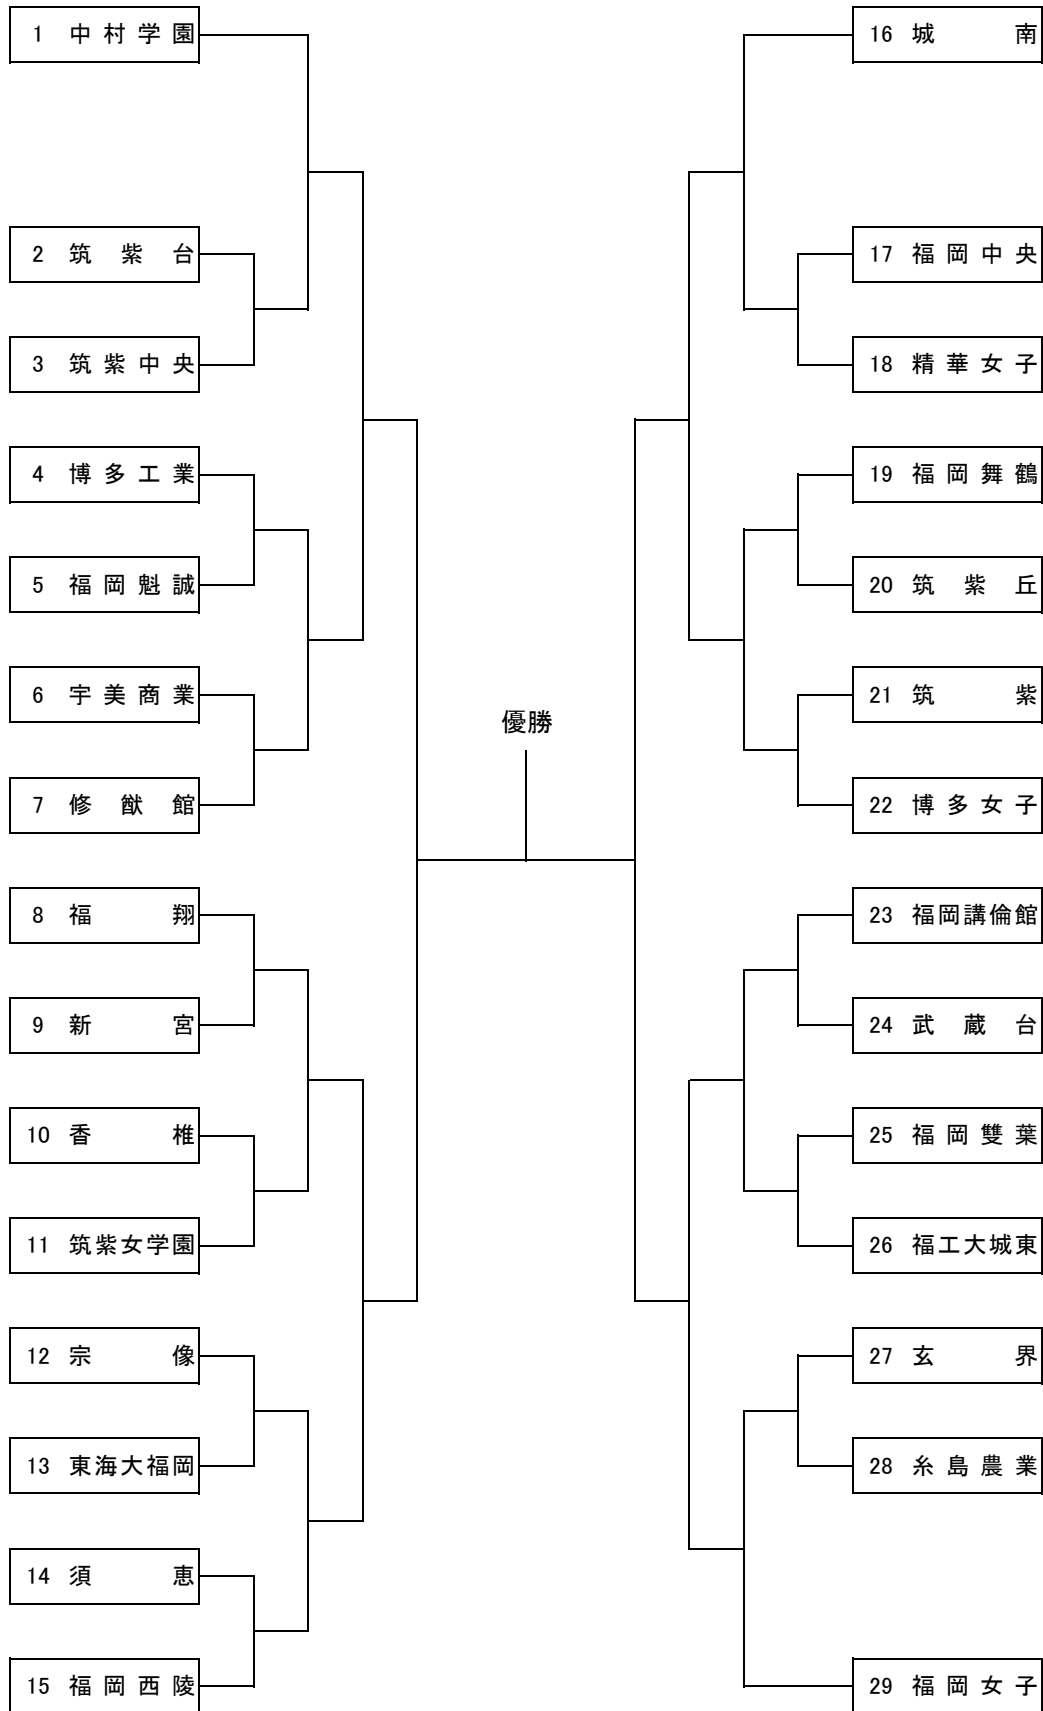 1 中村学園
2 筑紫台
3 筑紫中央
4 博多工業
5 福岡魁誠
6 宇美商業
7 修猷館
8 福翔
9 新宮
10 香椎
11 筑紫女学園
12 宗像
13 東海大福岡
14 須恵
15 福岡西陵
優勝
16 城南
17 福岡中央
18 精華女子
19 福岡舞鶴
20 筑紫丘
21 筑紫
22 博多女子
23 福岡講倫館
24 武蔵台
25 福岡雙葉
26 福工大城東
27 玄界
28 糸島農業
29 福岡女子